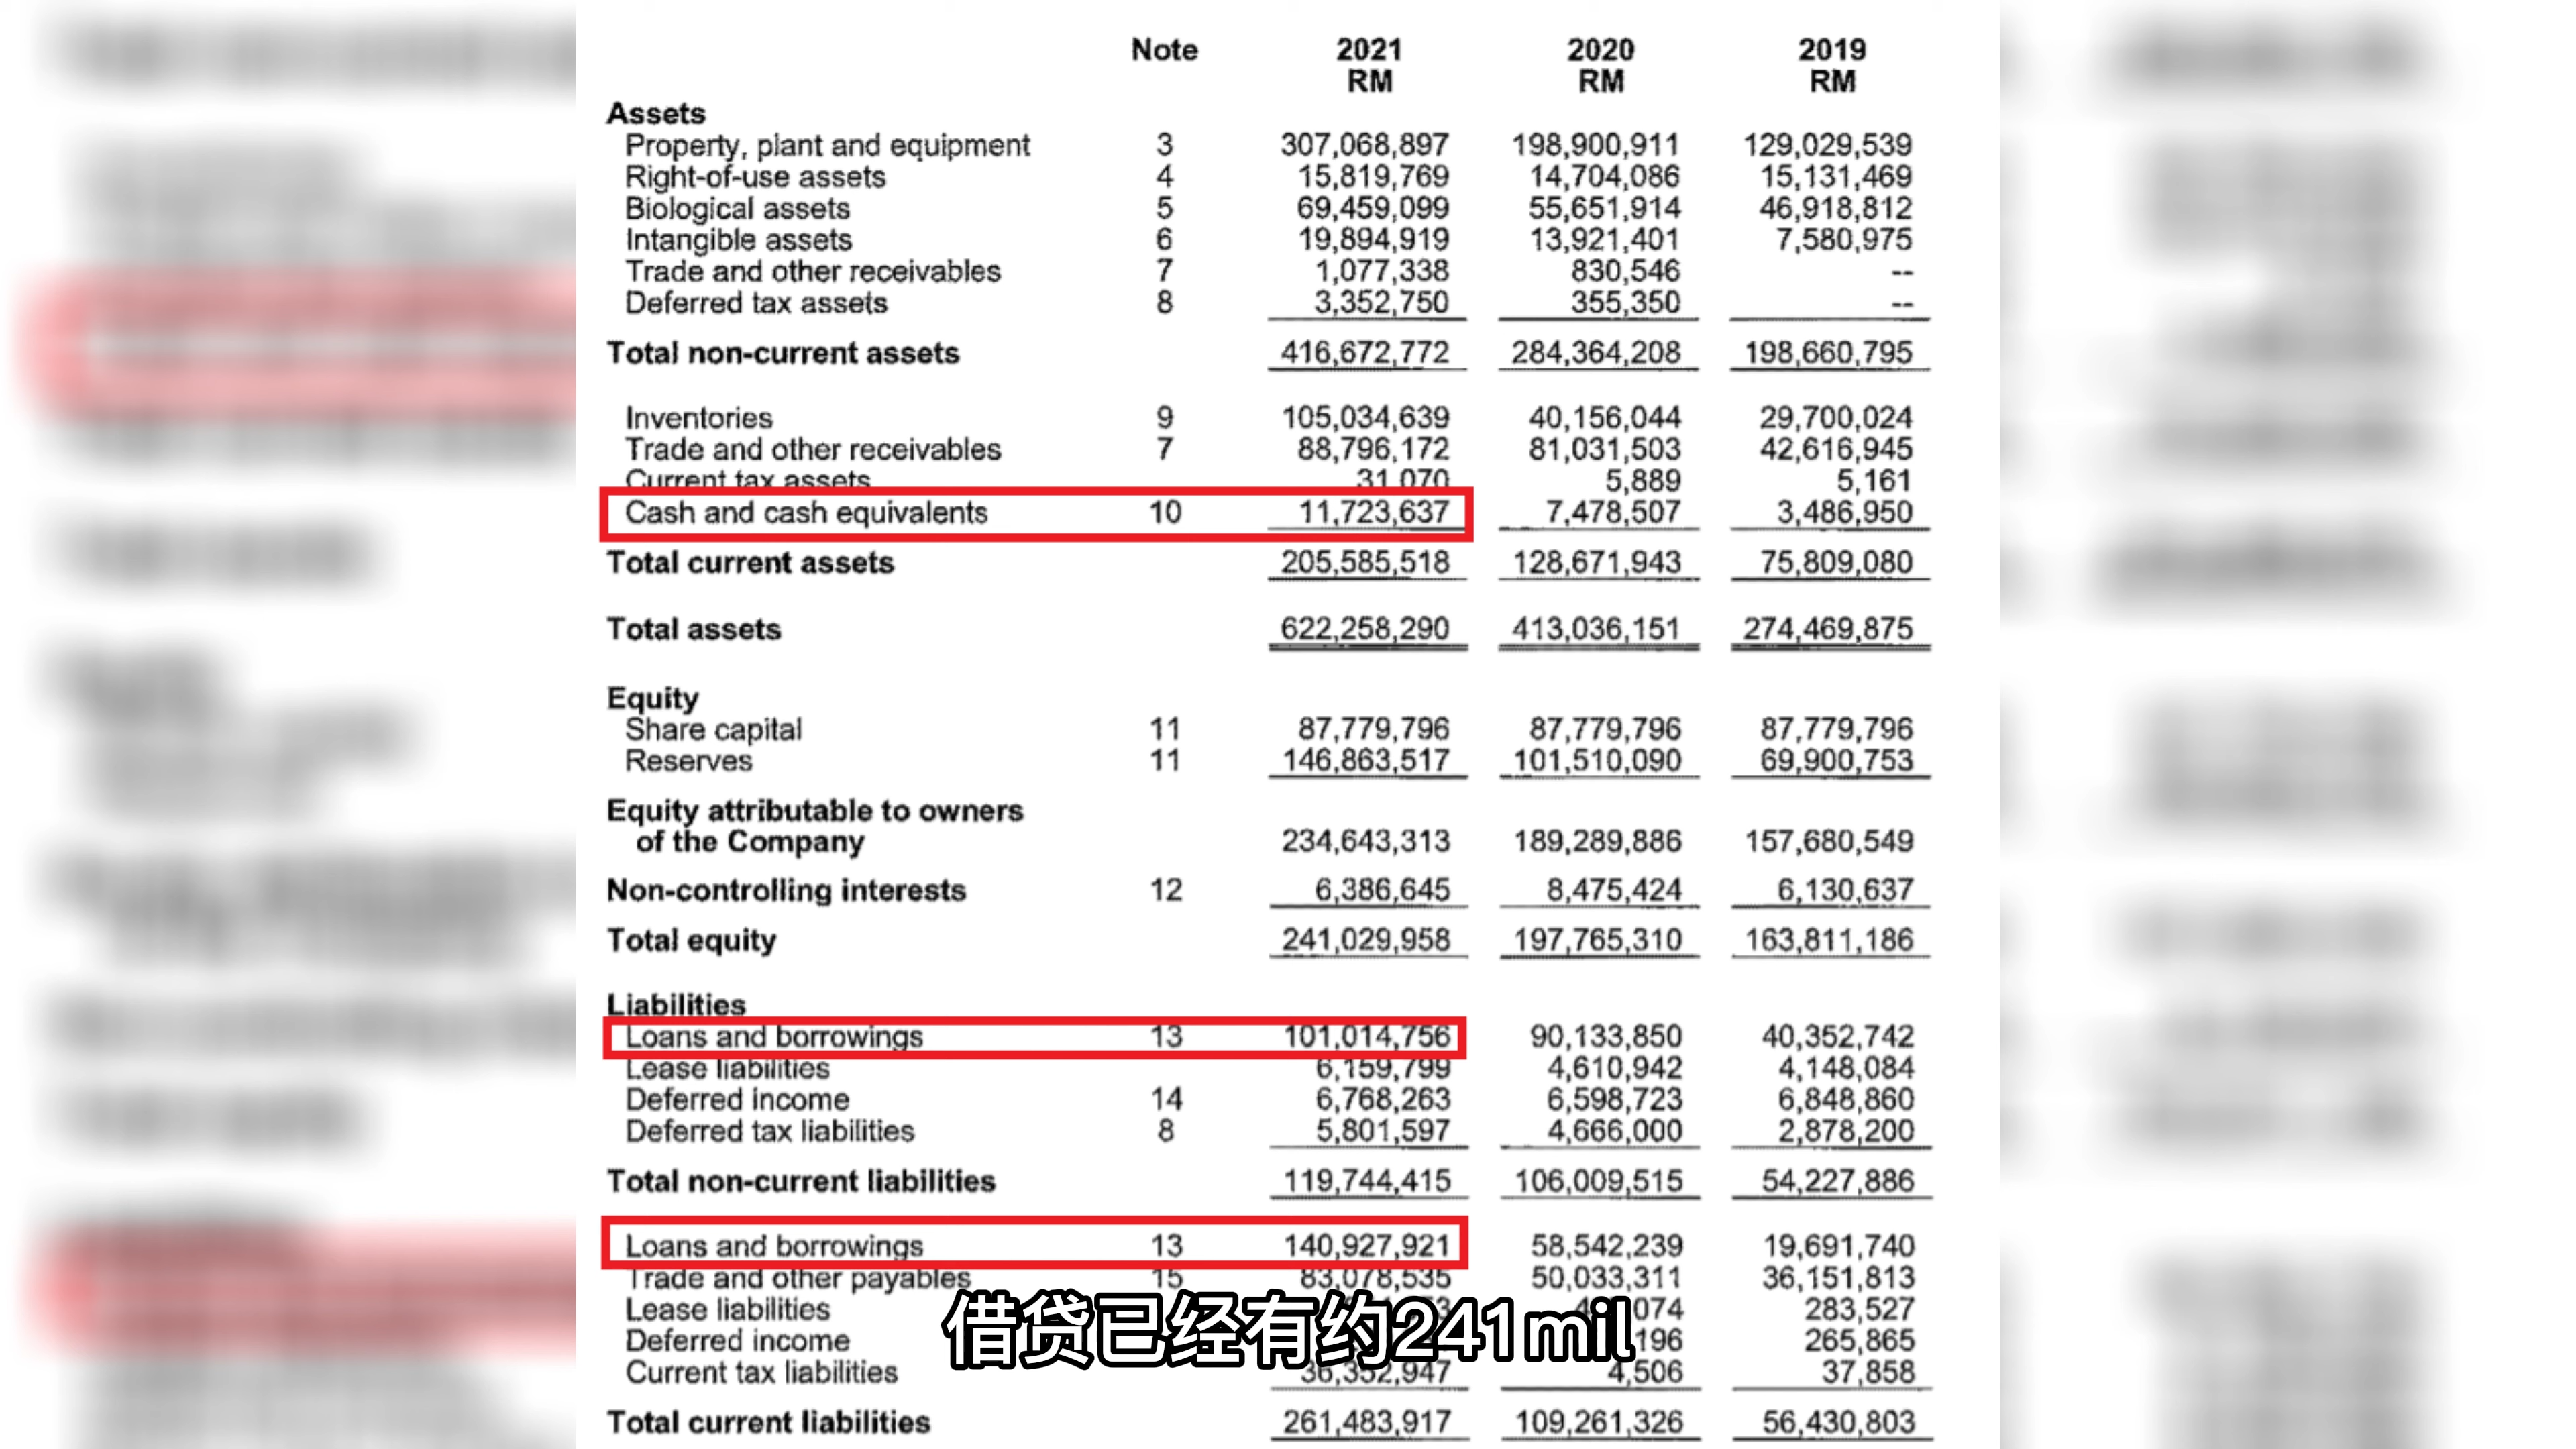 Note 2021 2020 2019
RM RM RM
Assets
Property, plant and equipment 3 307,068,897 198,900,911 129,029,539
Right-of-use assets 4 15,819,769 14,704,086 15,131,469
Biological assets 5 69,459,099 55,651,914 46,918,812
Intangible assets 6 19,894,919 13,921,401 7,580,975
Trade and other receivables 7 1,077,338 830,546 --
Deferred tax assets 8 3,352,750 355,350 --
Total non-current assets 416,672,772 284,364,208 198,660,795
Inventories 9 105,034,639 40,156,044 29,700,024
Trade and other receivables 7 88,796,172 81,031,503 42,616,945
Current tax assets 31,070 5,889 5,161
Cash and cash equivalents 10 11,723,637 7,478,507 3,486,950
Total current assets 205,585,518 128,671,943 75,809,080
Total assets 622,258,290 413,036,151 274,469,875
Equity
Share capital 11 87,779,796 87,779,796 87,779,796
Reserves 11 146,863,517 101,510,090 69,900,753
Equity attributable to owners
of the Company 234,643,313 189,289,886 157,680,549
Non-controlling interests 12 6,386,645 8,475,424 6,130,637
Total equity 241,029,958 197,765,310 163,811,186
Liabilities
Loans and borrowings 13 101,014,756 90,133,850 40,352,742
Lease liabilities 6,159,799 4,610,942 4,148,084
Deferred income 14 6,768,263 6,598,723 6,848,860
Deferred tax liabilities 8 5,801,597 4,666,000 2,878,200
Total non-current liabilities 119,744,415 106,009,515 54,227,886
Loans and borrowings 13 140,927,921 58,542,239 19,691,740
Trade and other payables 15 83,078,535 50,033,311 36,151,813
Lease liabilities 283,527
Deferred income 265,865
Current tax liabilities 36,352,947 4,506 37,858
Total current liabilities 261,483,917 109,261,326 56,430,803
借贷已经有约241mil